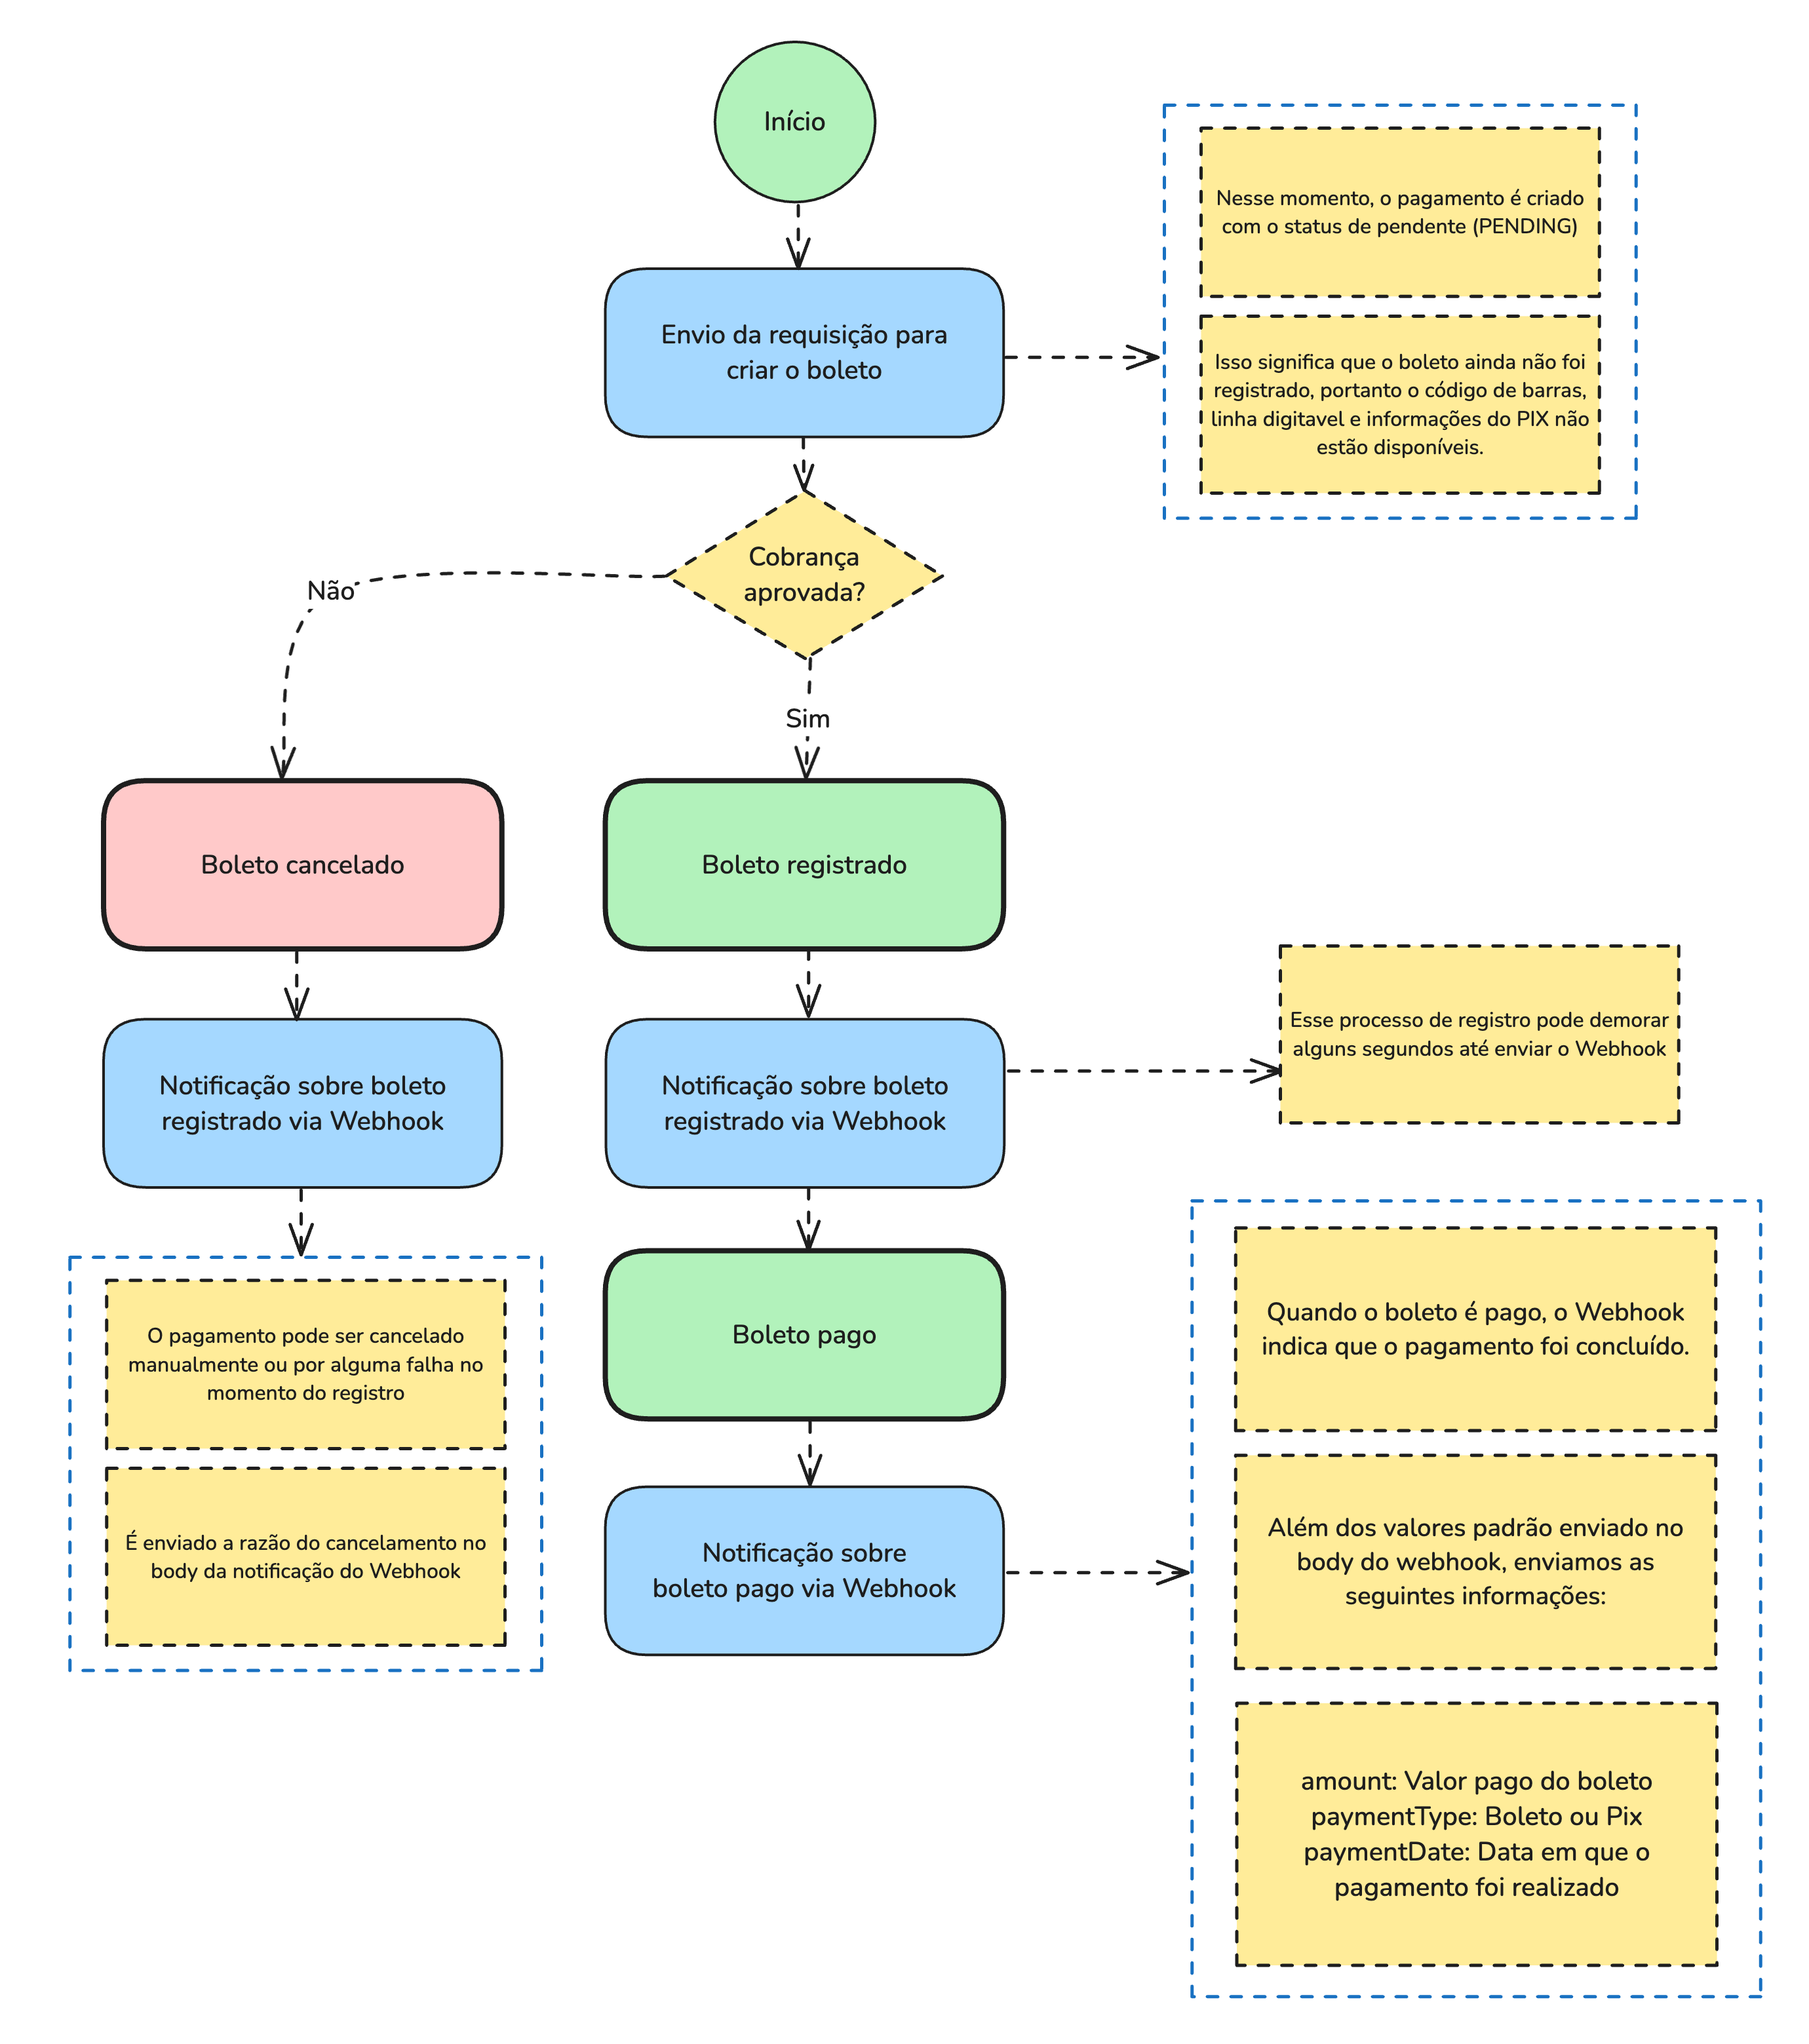 Início
Nesse momento, o pagamento é criado
com o status de pendente (PENDING)
Envio da requisição para
criar o boleto
Isso significa que o boleto ainda não foi
registrado, portanto o código de barras,
linha digitavel e informações do PIX não
estão disponíveis.
Cobrança
aprovada?
Não
Sim
Boleto cancelado
Boleto registrado
Notificação sobre boleto
registrado via Webhook
Notificação sobre boleto
registrado via Webhook
Esse processo de registro pode demorar
alguns segundos até enviar o Webhook
O pagamento pode ser cancelado
manualmente ou por alguma falha no
momento do registro
É enviado a razão do cancelamento no
body da notificação do Webhook
Boleto pago
Notificação sobre
boleto pago via Webhook
Quando o boleto é pago, o Webhook
indica que o pagamento foi concluído.
Além dos valores padrão enviado no
body do webhook, enviamos as
seguintes informações:
amount: Valor pago do boleto
paymentType: Boleto ou Pix
paymentDate: Data em que o
pagamento foi realizado